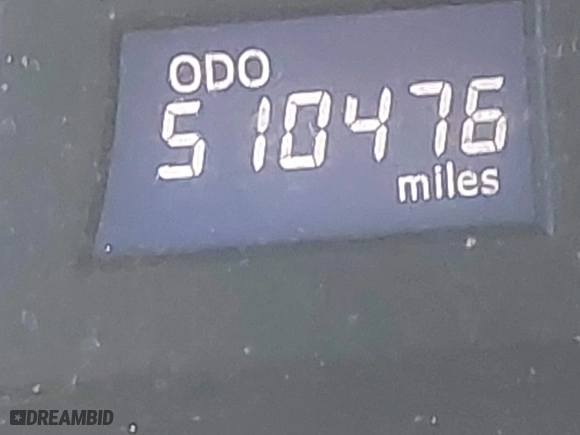 ODO
510476
miles
DREAMBID